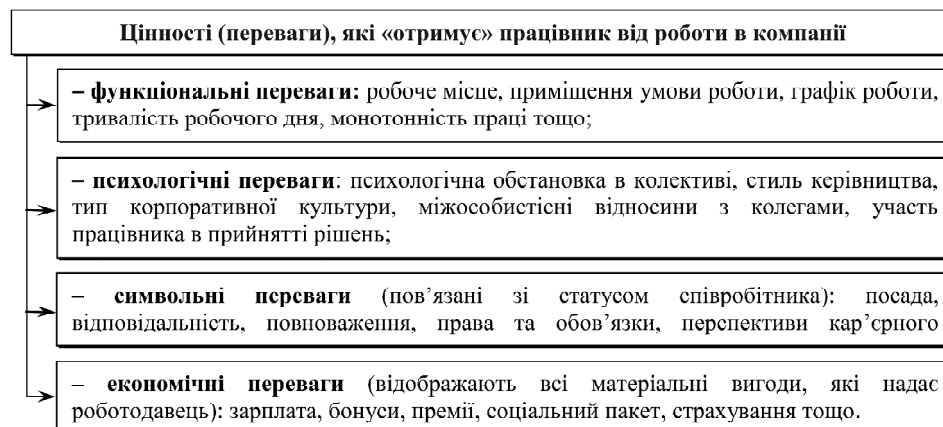 Цінності (переваги), які «отримує» працівник від роботи в компанії
– функціональні переваги: робоче місце, приміщення умови роботи, графік роботи,
тривалість робочого дня, монотонність праці тощо;
– психологічні переваги: психологічна обстановка в колективі, стиль керівництва,
тип корпоративної культури, міжособистісні відносини з колегами, участь
працівника в прийнятті рішень;
– символьні переваги (пов’язані зі статусом співробітника): посада,
відповідальність, повноваження, права та обов’язки, перспективи кар’єрного
– економічні переваги (відображають всі матеріальні вигоди, які надає
роботодавець): зарплата, бонуси, премії, соціальний пакет, страхування тощо.